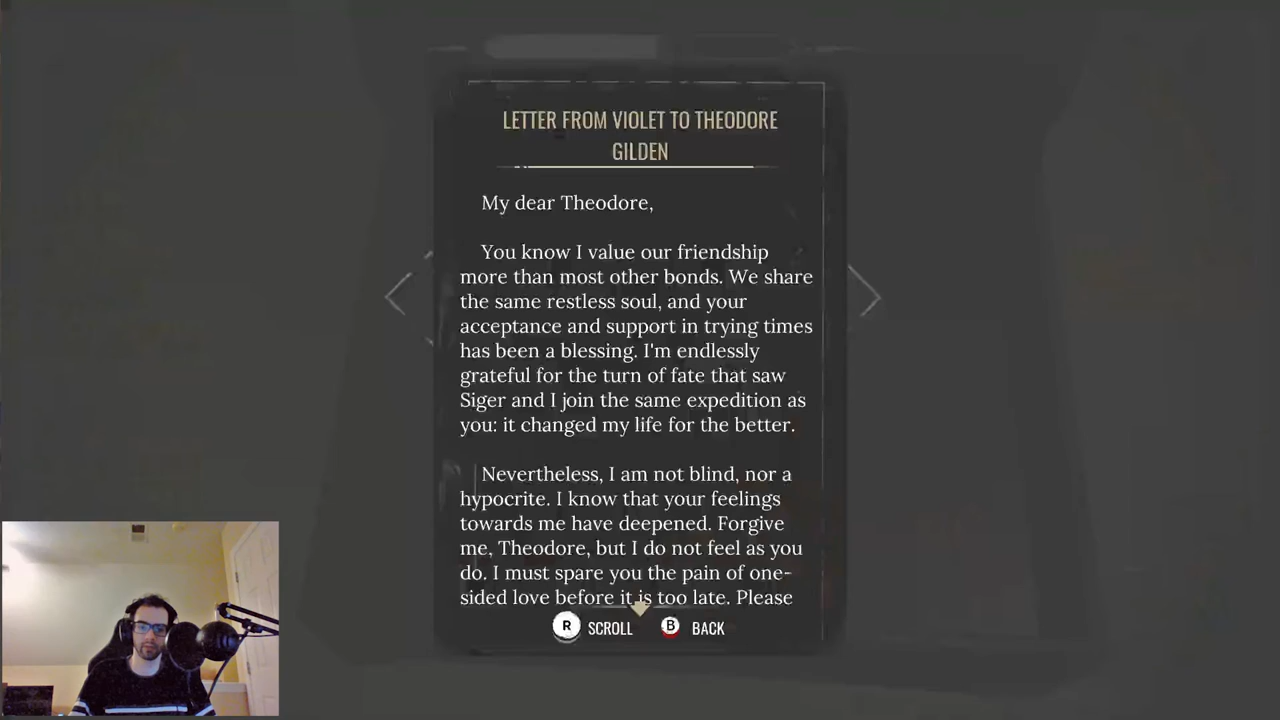 LETTER FROM VIOLET TO THEODORE
GILDEN
My dear Theodore,
You know I value our friendship
more than most other bonds. We share
the same restless soul, and your
acceptance and support in trying times
has been a blessing. I'm endlessly
grateful for the turn of fate that saw
Siger and I join the same expedition as
you: it changed my life for the better.
Nevertheless, I am not blind, nor a
hypocrite. I know that your feelings
towards me have deepened. Forgive
me, Theodore, but I do not feel as you
do. I must spare you the pain of one-
sided love before it is too late. Please
R SCROLL B BACK